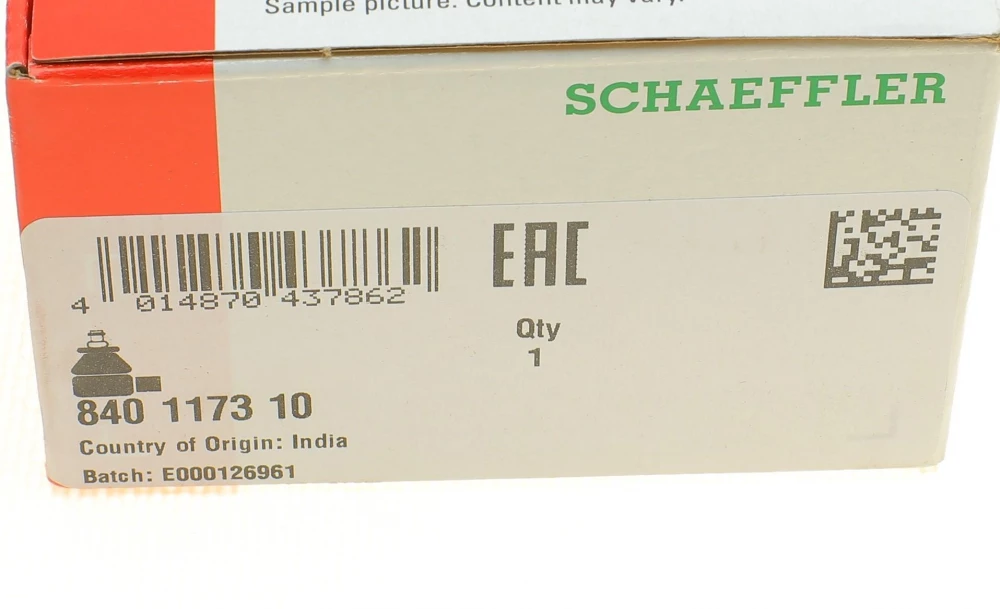 Sample picture. Content may vary.
SCHAEFFLER
4 014870 437862
EAC
Qty
1
840 1173 10
Country of Origin: India
Batch: E000126961